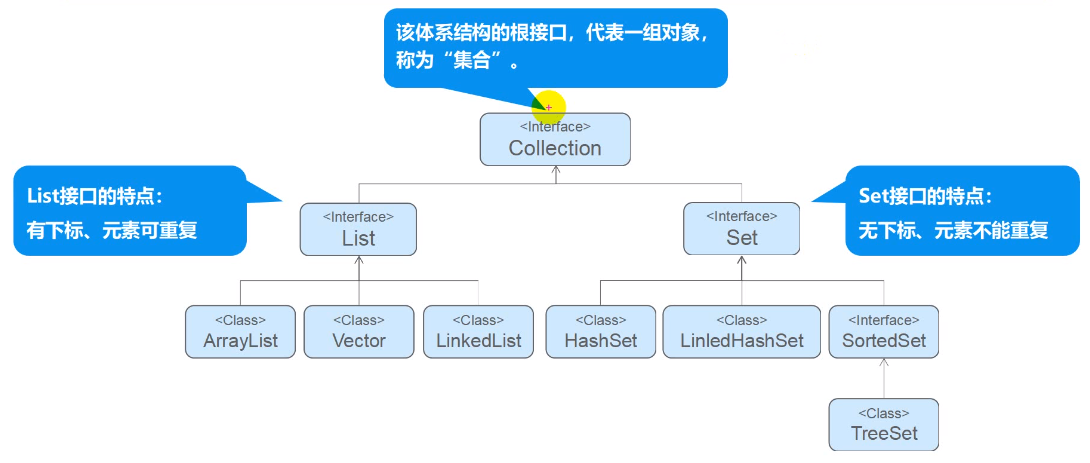 该体系结构的根接口，代表一组对象，
称为“集合”。
<Interface>
Collection
List接口的特点：
有下标、元素可重复
Set接口的特点：
无下标、元素不能重复
<Interface>
List
<Interface>
Set
<Class>
ArrayList
<Class>
Vector
<Class>
LinkedList
<Class>
HashSet
<Class>
LinledHashSet
<Interface>
SortedSet
<Class>
TreeSet